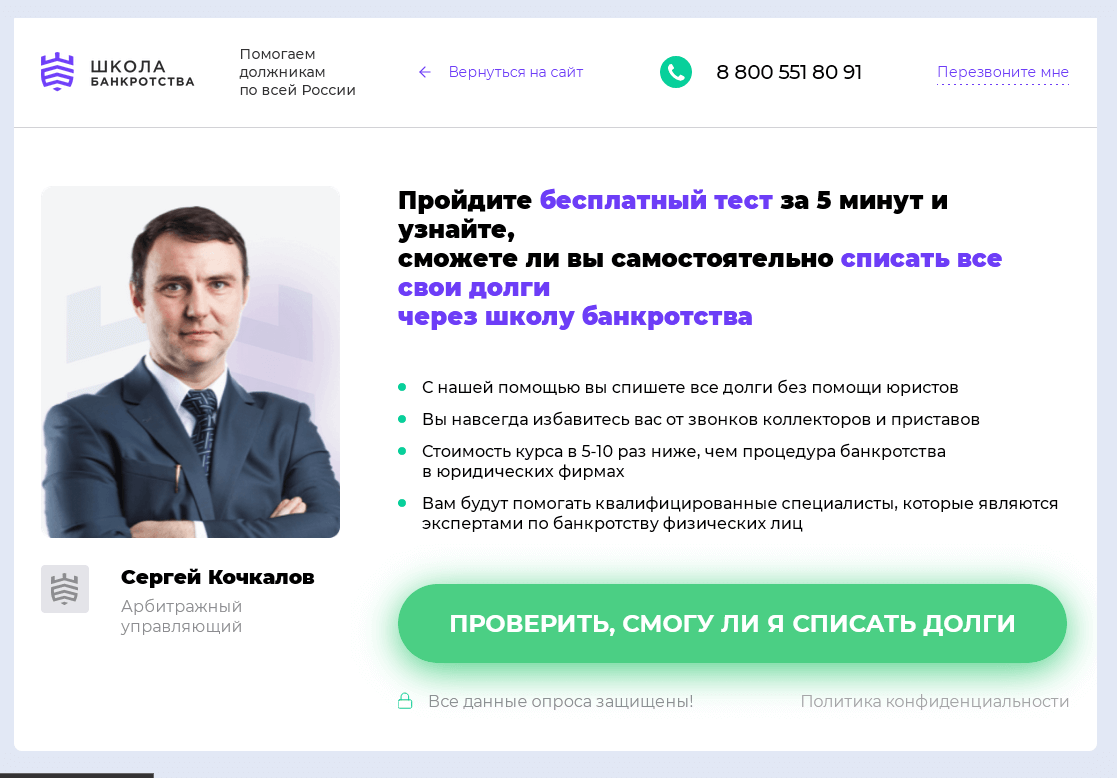 ШКОЛА
БАНКРОТСТВА
Помогаем
должникам
по всей России
Вернуться на сайт
8 800 551 80 91
Перезвоните мне
Пройдите бесплатный тест за 5 минут и
узнайте,
сможете ли вы самостоятельно списать все
свои долги
через школу банкротства
С нашей помощью вы спишете все долги без помощи юристов
Вы навсегда избавитесь вас от звонков коллекторов и приставов
Стоимость курса в 5-10 раз ниже, чем процедура банкротства
в юридических фирмах
Вам будут помогать квалифицированные специалисты, которые являются
экспертами по банкротству физических лиц
Сергей Кочкалов
Арбитражный
управляющий
ПРОВЕРИТЬ, СМОГУ ЛИ Я СПИСАТЬ ДОЛГИ
Все данные опроса защищены!
Политика конфиденциальности